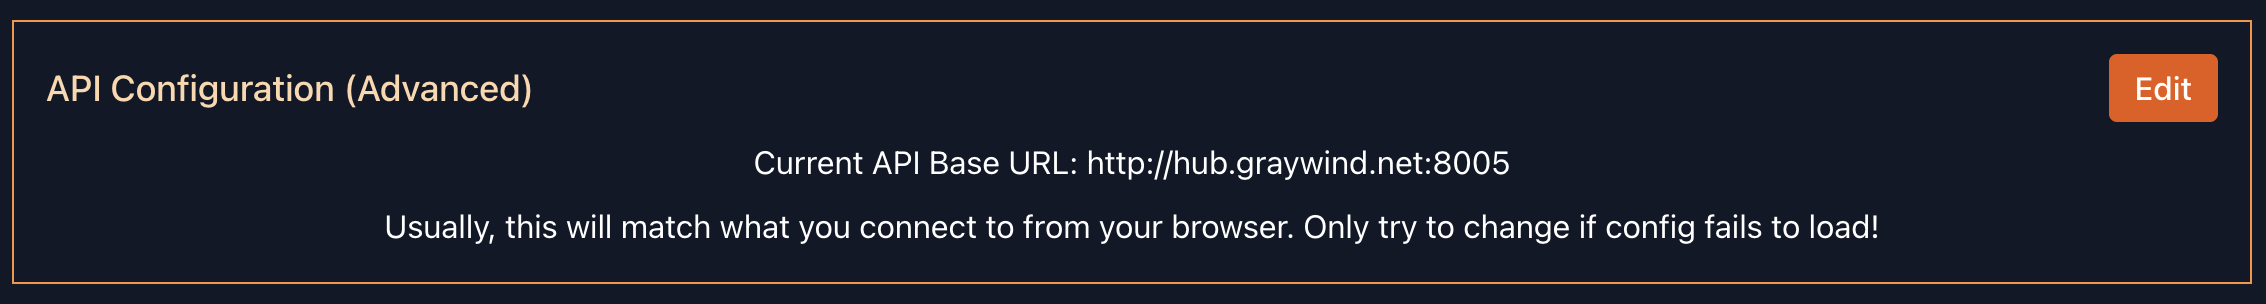 API Configuration (Advanced)
Edit
Current API Base URL: http://hub.graywind.net:8005
Usually, this will match what you connect to from your browser. Only try to change if config fails to load!